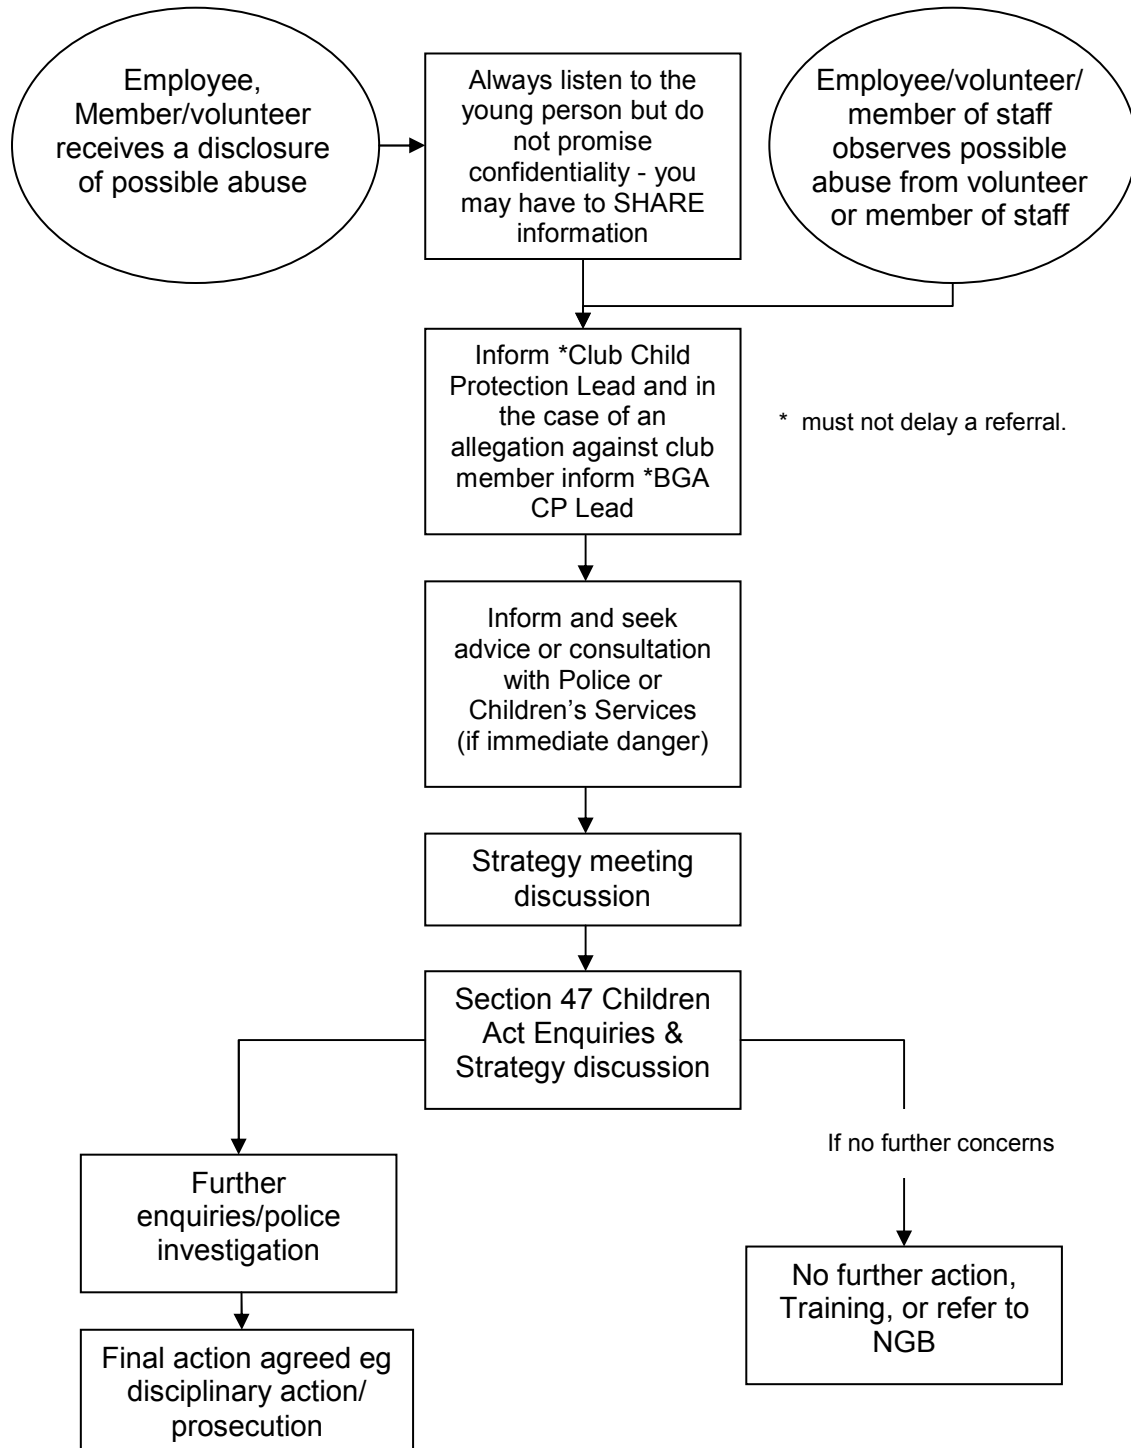 Employee,
Member/volunteer
receives a disclosure
of possible abuse
Always listen to the
young person but do
not promise
confidentiality - you
may have to SHARE
information
Employee/volunteer/
member of staff
observes possible
abuse from volunteer
or member of staff
Inform *Club Child
Protection Lead and in
the case of an
allegation against club
member inform *BGA
CP Lead
* must not delay a referral.
Inform and seek
advice or consultation
with Police or
Children’s Services
(if immediate danger)
Strategy meeting
discussion
Section 47 Children
Act Enquiries &
Strategy discussion
If no further concerns
Further
enquiries/police
investigation
No further action,
Training, or refer to
NGB
Final action agreed eg
disciplinary action/
prosecution